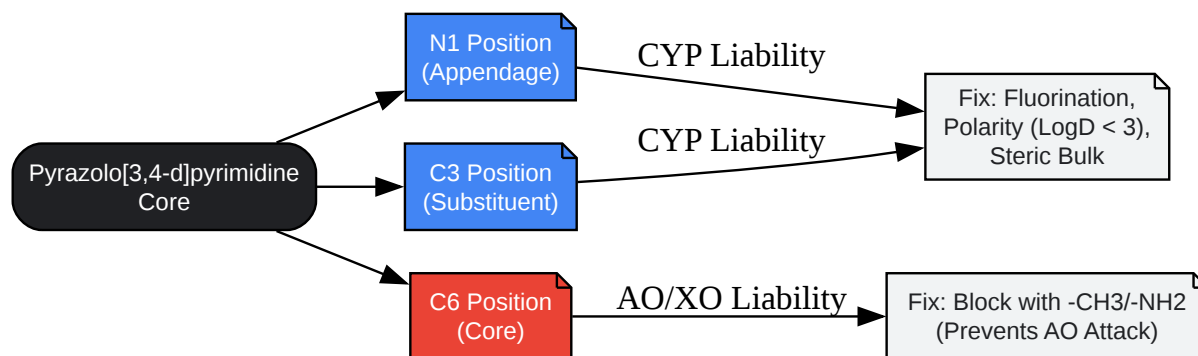 N1 Position
(Appendage)
CYP Liability
Fix: Fluorination,
Polarity (LogD < 3),
Steric Bulk
Pyrazolo[3,4-d]pyrimidine
Core
C3 Position
(Substituent)
CYP Liability
C6 Position
(Core)
AO/XO Liability
Fix: Block with -CH3/-NH2
(Prevents AO Attack)